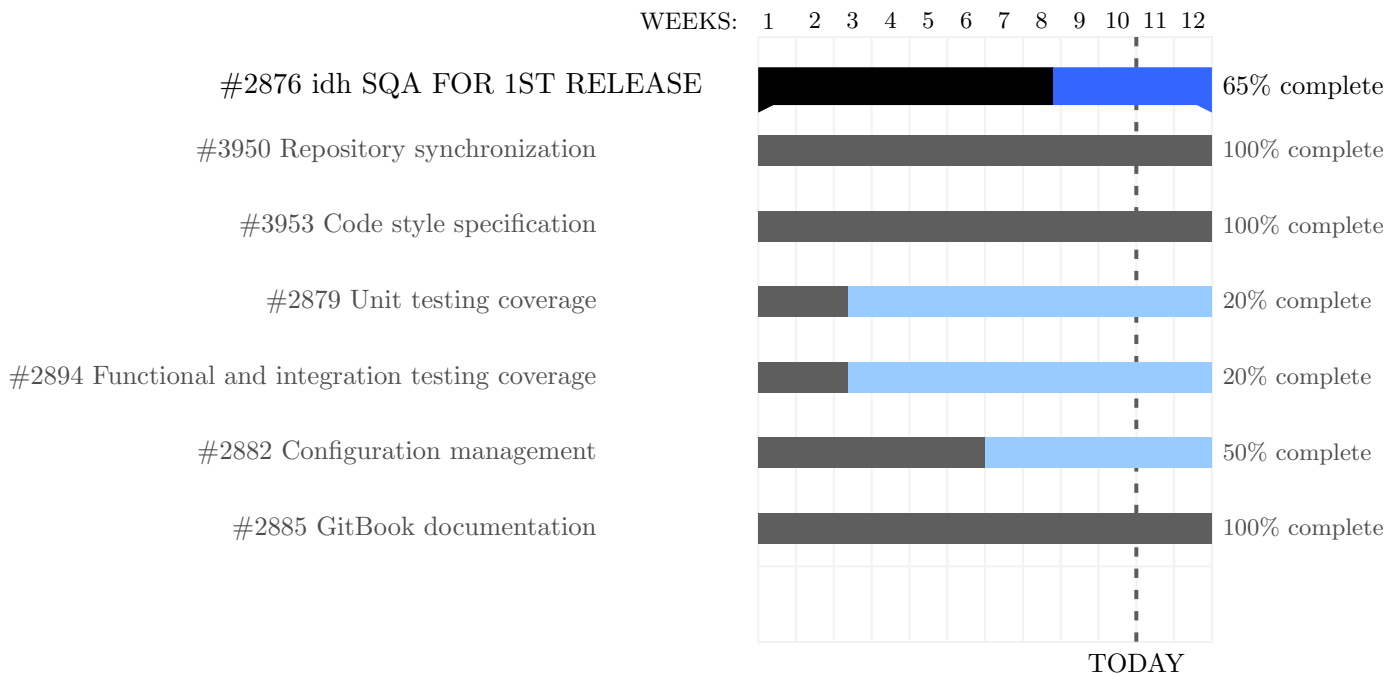 WEEKS: 1 2 3 4 5 6 7 8 9 10 11 12
#2876 idh SQA FOR 1ST RELEASE 65% complete
#3950 Repository synchronization 100% complete
#3953 Code style specification 100% complete
#2879 Unit testing coverage 20% complete
#2894 Functional and integration testing coverage 20% complete
#2882 Configuration management 50% complete
#2885 GitBook documentation 100% complete
TODAY